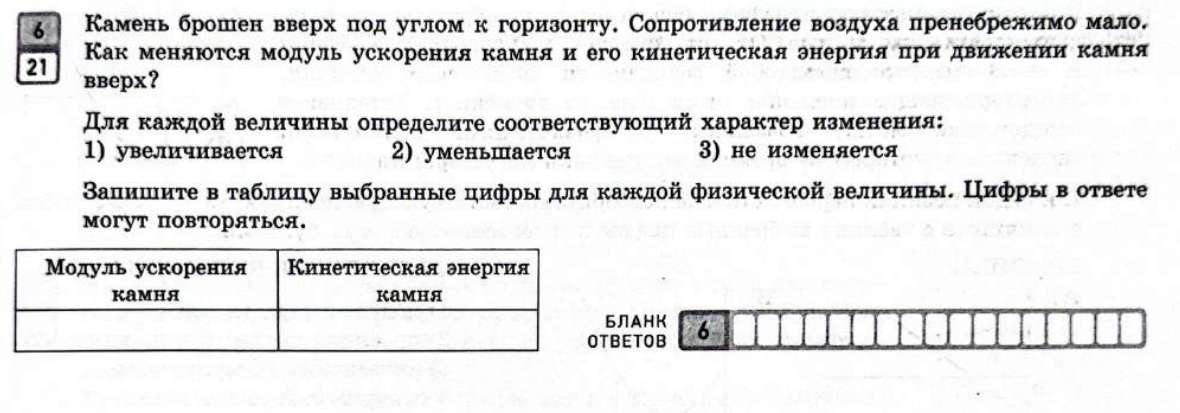 6
21
Камень брошен вверх под углом к горизонту. Сопротивление воздуха пренебрежимо мало.
Как меняются модуль ускорения камня и его кинетическая энергия при движении камня
вверх?
Для каждой величины определите соответствующий характер изменения:
1) увеличивается 2) уменьшается 3) не изменяется
Запишите в таблицу выбранные цифры для каждой физической величины. Цифры в ответе
могут повторяться.
Модуль ускорения камня
Кинетическая энергия камня
БЛАНК
ОТВЕТОВ
6